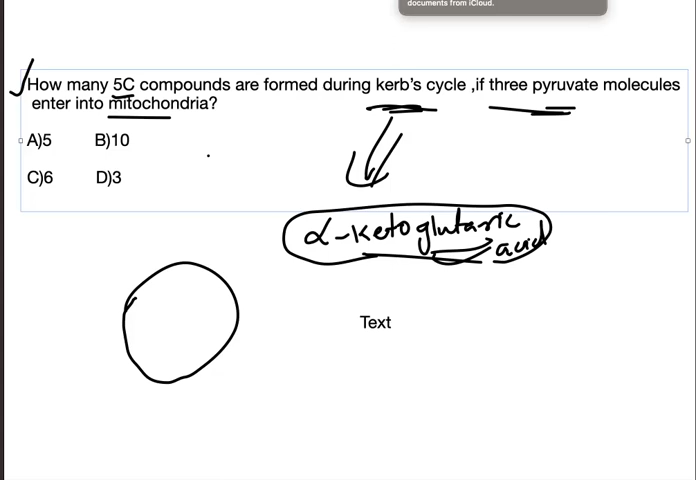 documents from iCloud.
How many 5C compounds are formed during kerb's cycle ,if three pyruvate molecules
enter into mitochondria?
A)5 B)10
C)6 D)3
α-ketoglutaric
acid
Text